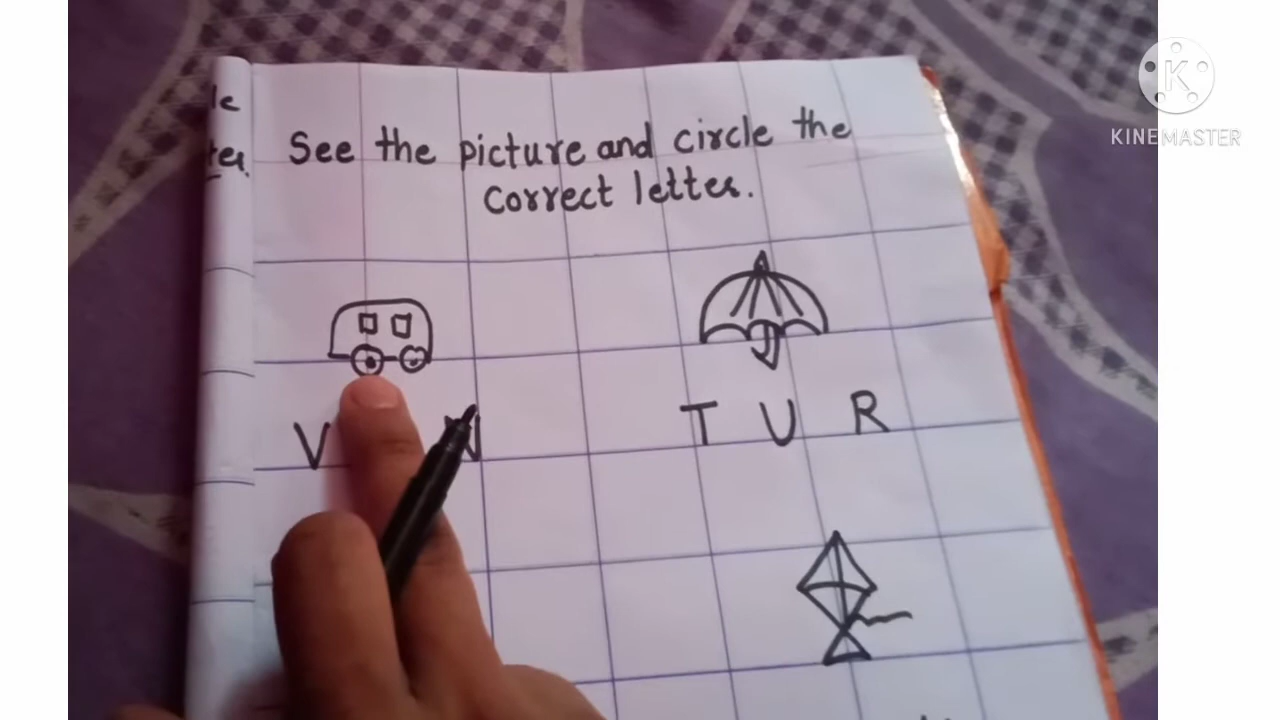 See the picture and circle the
correct letter.
V N
T U R
KINEMASTER